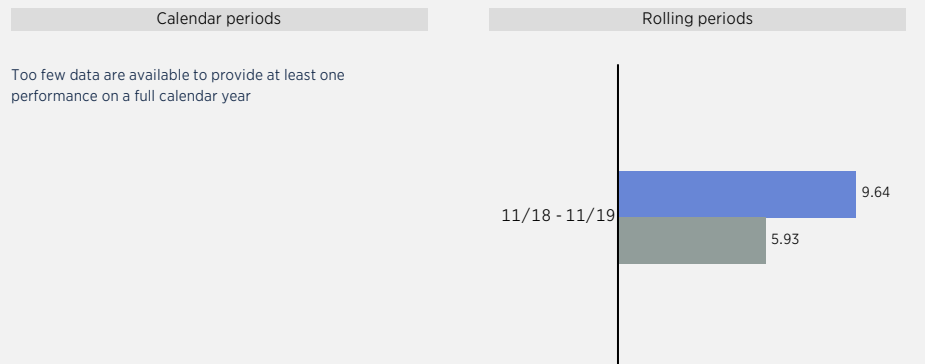 Calendar periods
Rolling periods
Too few data are available to provide at least one
performance on a full calendar year
9.64
11/18 - 11/19
5.93